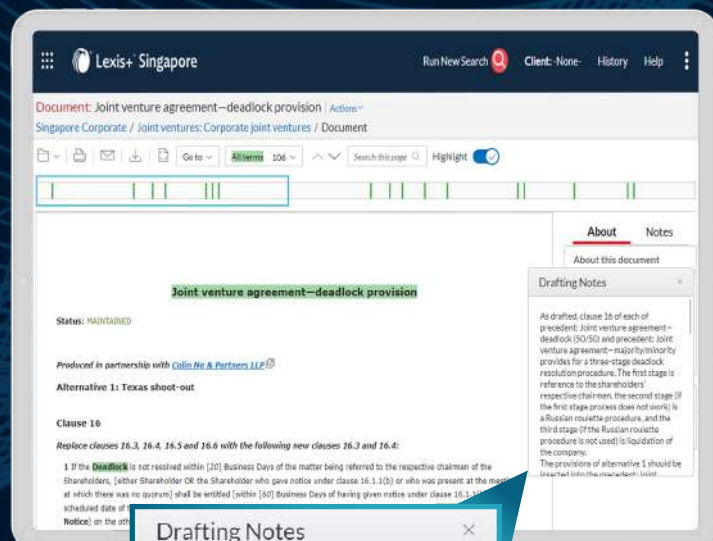 Lexis+ Singapore
Run New Search
Client: -None-
History
Help
Document: Joint venture agreement—deadlock provision | Actions
Singapore Corporate / Joint ventures: Corporate joint ventures / Document
Go to
All terms 106
Search this page
Highlight
About
Notes
About this document
Joint venture agreement—deadlock provision
Status: MAINTAINED
Produced in partnership with Colin Ng & Partners LLP
Alternative 1: Texas shoot-out
Clause 16
Replace clauses 16.3, 16.4, 16.5 and 16.6 with the following new clauses 16.3 and 16.4:
1 If the Deadlock is not resolved within [20] Business Days of the matter being referred to the respective chairmen of the
Shareholders, [either Shareholder OR the Shareholder who gave notice under clause 16.1.1(b) or who was present at the
at which there was no quorum] shall be entitled [within [60] Business Days of having given notice under clause
scheduled date of
Notice) on the oth
Drafting Notes
As drafted, clause 16 of each of
precedent: Joint venture agreement—
deadlock (50/50) and precedent: Joint
venture agreement—majority/minority
provides for a three-stage deadlock
resolution procedure. The first stage is
reference to the shareholders'
respective chairmen, the second stage (if
the first stage process does not work) is
a Russian roulette procedure, and the
third stage (if the Russian roulette
procedure is not used) is liquidation of
the company.
The provisions of alternative 1 should be
inserted into the precedent: Joint
Drafting Notes